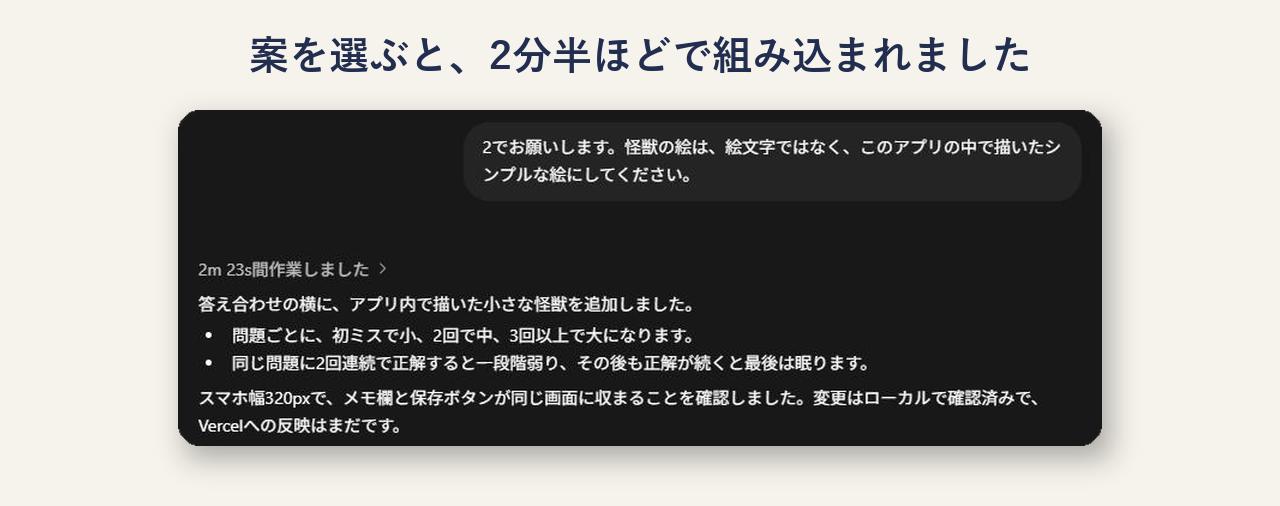 案を選ぶと、2分半ほどで組み込まれました
2でお願いします。怪獣の絵は、絵文字ではなく、このアプリの中で描いたシ
ンプルな絵にしてください。
2m 23s間作業しました >
答え合わせの横に、アプリ内で描いた小さな怪獣を追加しました。
• 問題ごとに、初ミスで小、2回で中、3回以上で大になります。
• 同じ問題に2回連続で正解すると一段階弱り、その後も正解が続くと最後は眠ります。
スマホ幅320pxで、メモ欄と保存ボタンが同じ画面に収まることを確認しました。変更はローカルで確認済みで、
Vercelへの反映はまだです。